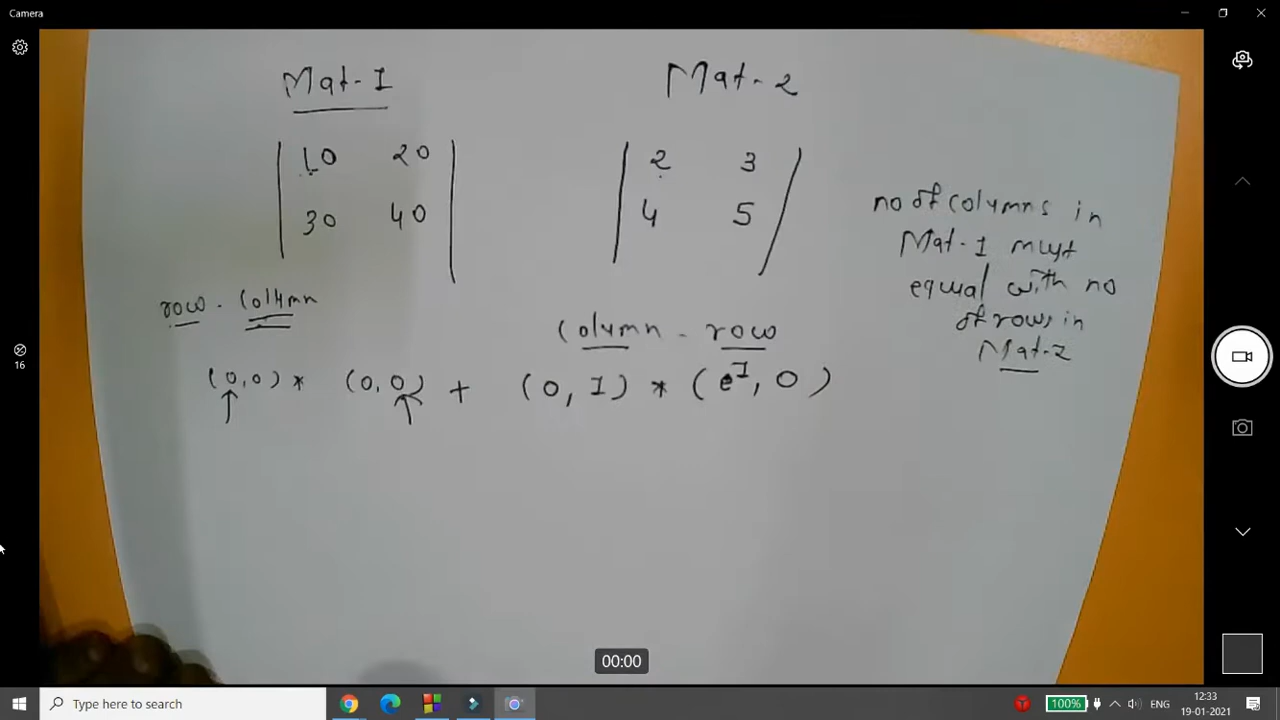 Camera
Mat-1
Mat-2
10 20
30 40
2 3
4 5
no of columns in
Mat-1 must
equal with no
of rows in
Mat-2
row - column
column - row
(0,0) * (0,0) + (0,1) * (1,0)
16
00:00
Type here to search
100%
ENG
12:33
19-01-2021